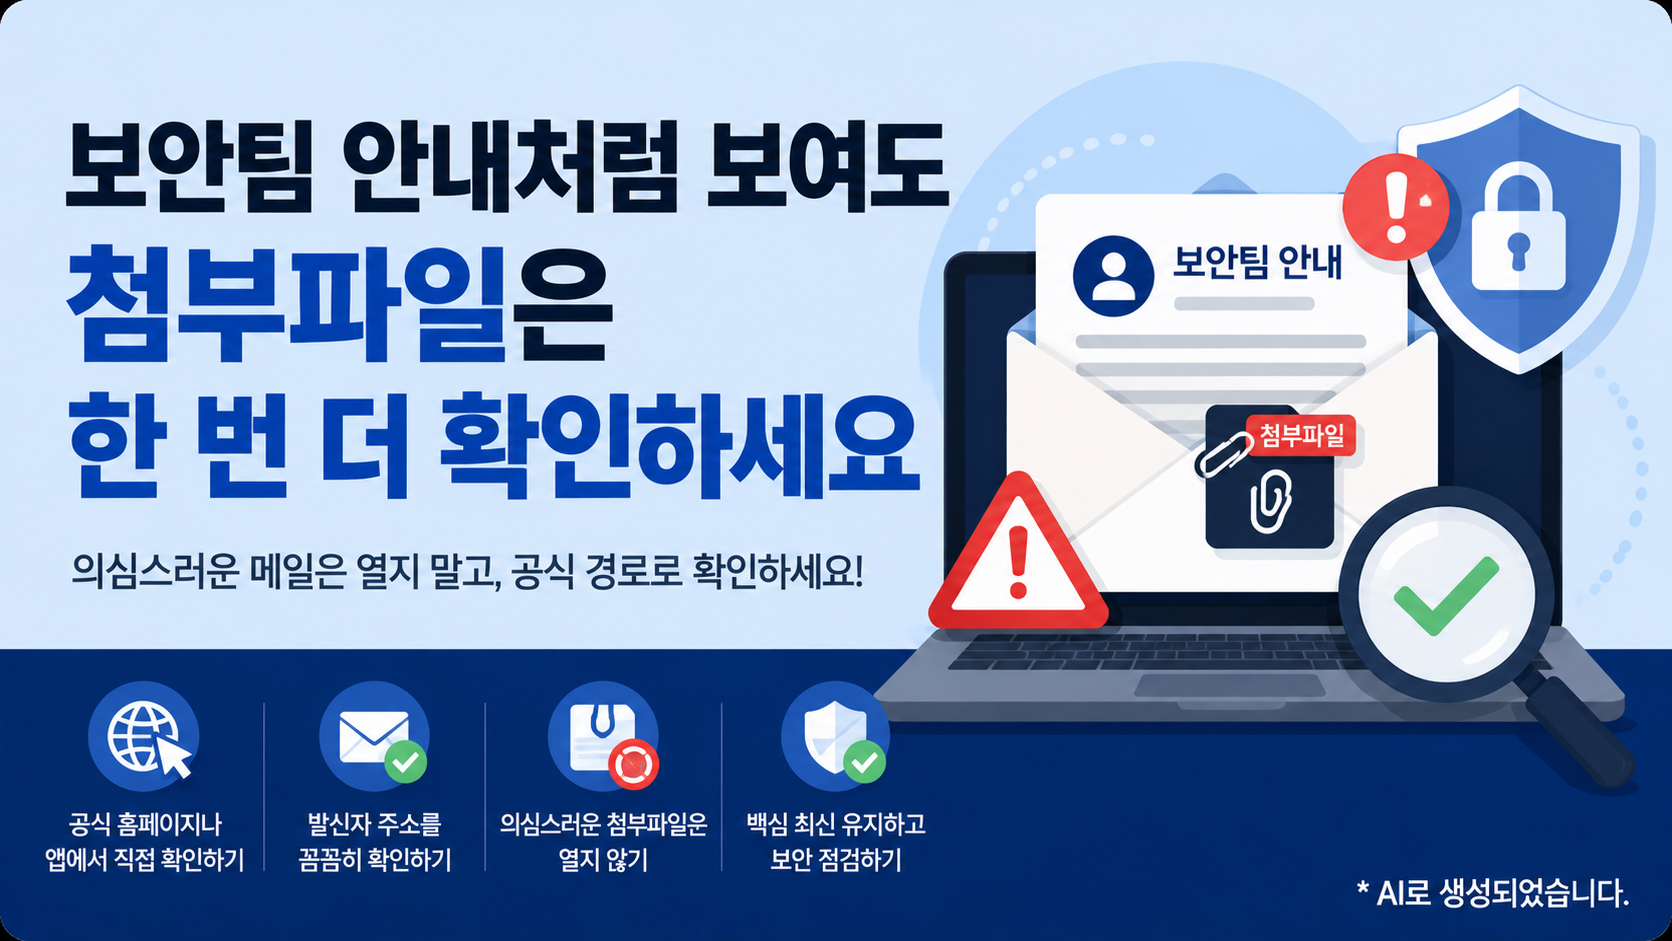 보안팀 안내처럼 보여도
첨부파일은
한 번 더 확인하세요
의심스러운 메일은 열지 말고, 공식 경로로 확인하세요!
보안팀 안내
첨부파일
공식 홈페이지나
앱에서 직접 확인하기
발신자 주소를
꼼꼼히 확인하기
의심스러운 첨부파일은
열지 않기
백심 최신 유지하고
보안 점검하기
* AI로 생성되었습니다.